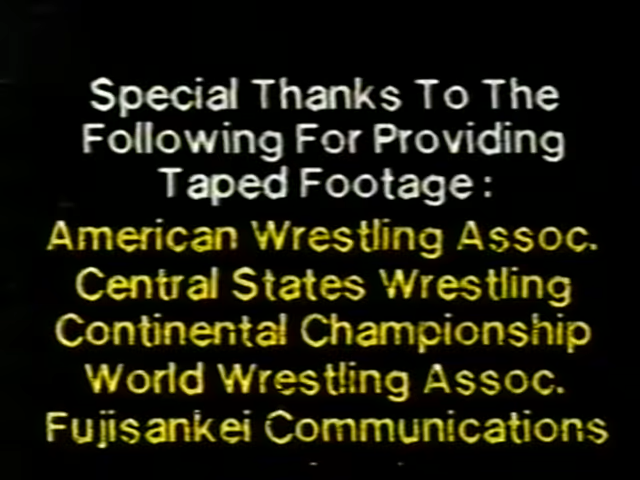 Special Thanks To The
Following For Providing
Taped Footage :
American Wrestling Assoc.
Central States Wrestling
Continental Championship
World Wrestling Assoc.
Fujisankei Communications